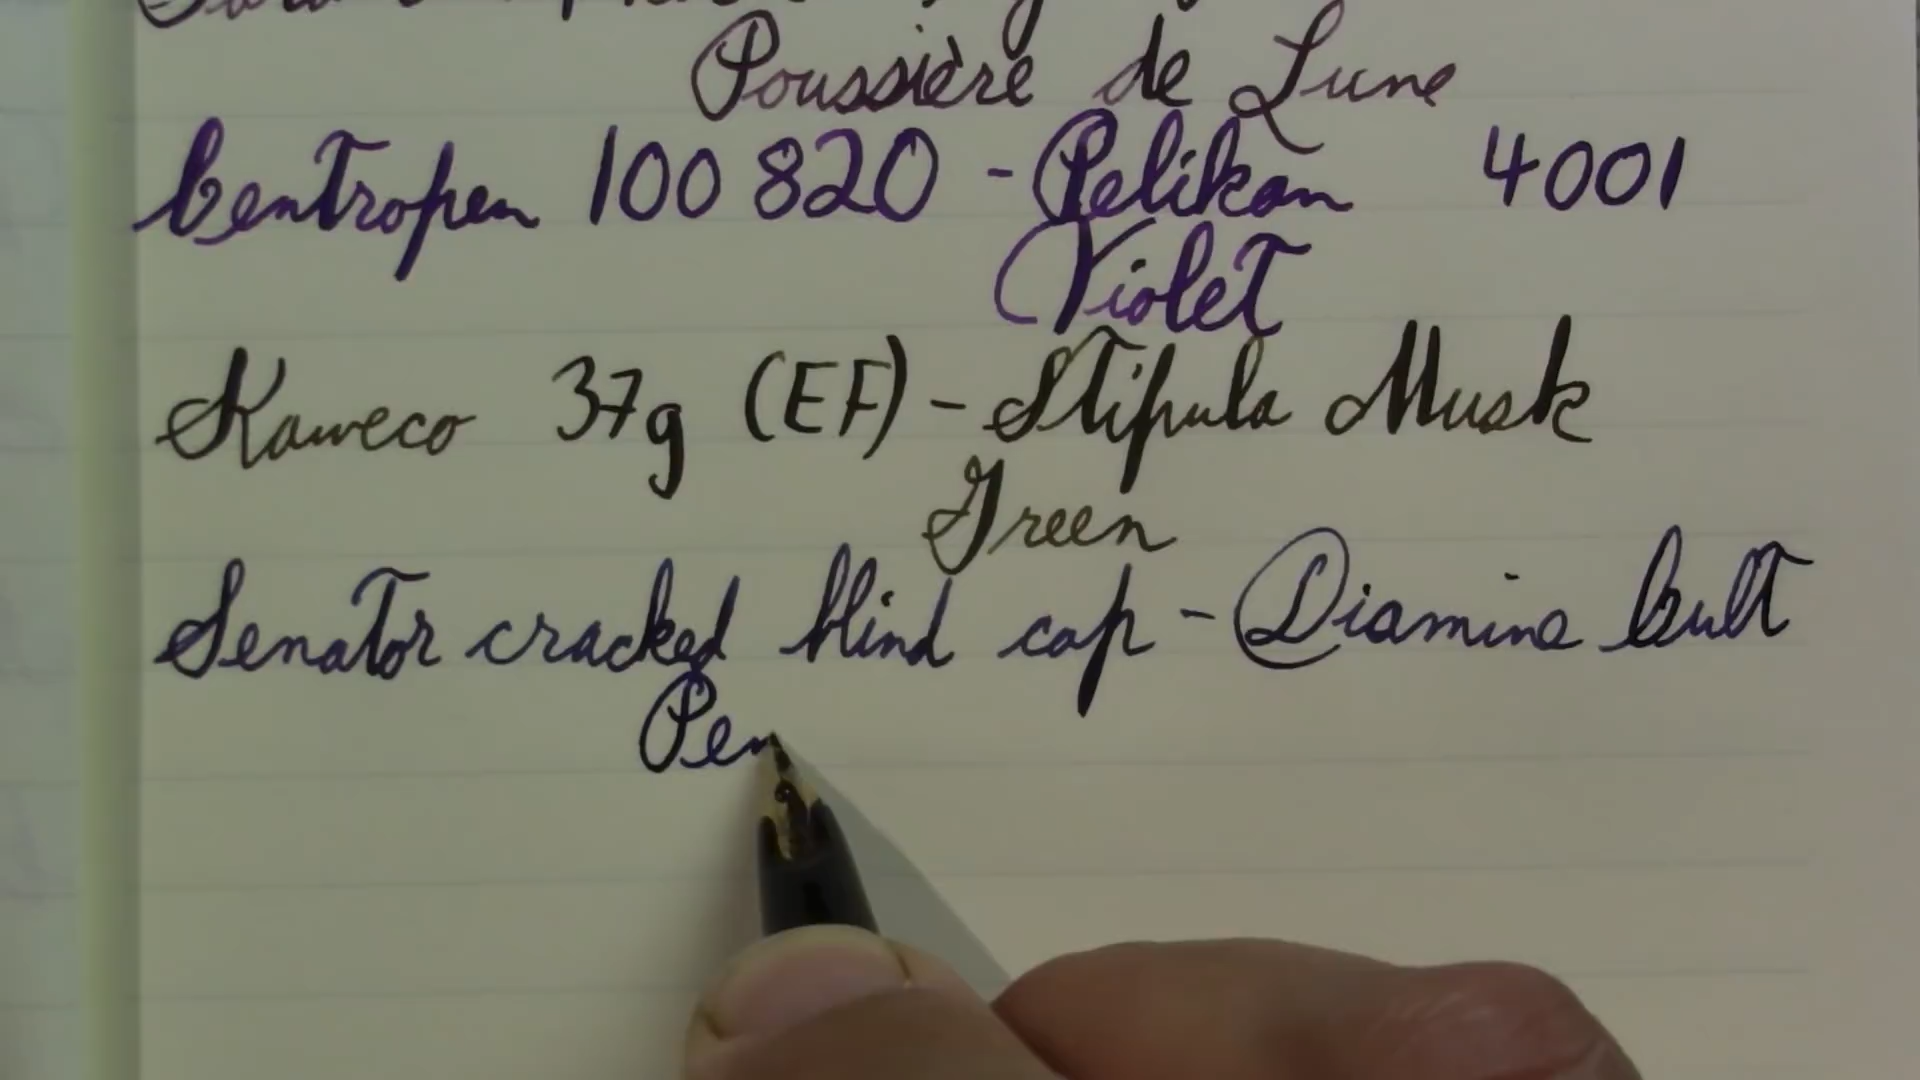 Poussière de Lune
Centropen 100 820 - Pelikan 4001
Violet
Kaweco 37g (EF) - Stipula Musk
Green
Senator cracked blind cap - Diamine Cult
Pen